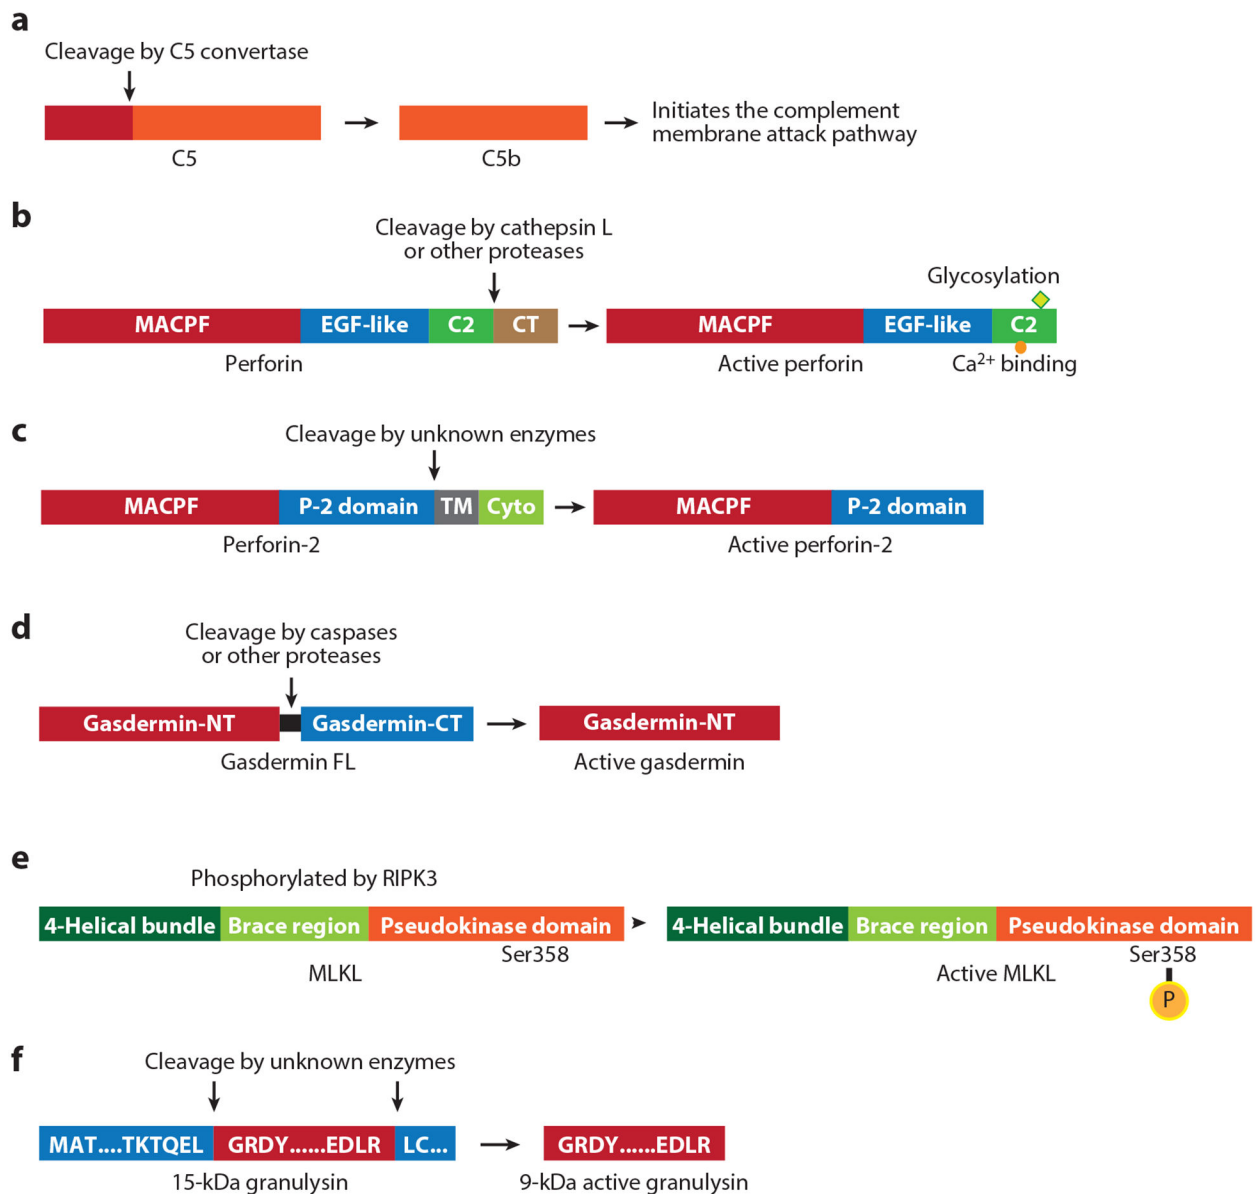 a
Cleavage by C5 convertase
C5
C5b
Initiates the complement
membrane attack pathway
b
Cleavage by cathepsin L
or other proteases
MACPF EGF-like C2 CT
Perforin
Glycosylation
MACPF EGF-like C2
Active perforin
Ca²⁺ binding
c
Cleavage by unknown enzymes
MACPF P-2 domain TM Cyto
Perforin-2
MACPF P-2 domain
Active perforin-2
d
Cleavage by caspases
or other proteases
Gasdermin-NT Gasdermin-CT
Gasdermin FL
Gasdermin-NT
Active gasdermin
e
Phosphorylated by RIPK3
4-Helical bundle Brace region Pseudokinase domain
Ser358
MLKL
4-Helical bundle Brace region Pseudokinase domain
Ser358
Active MLKL
P
f
Cleavage by unknown enzymes
MAT....TKTQEL GRDY......EDLR LC...
15-kDa granulysin
GRDY......EDLR
9-kDa active granulysin